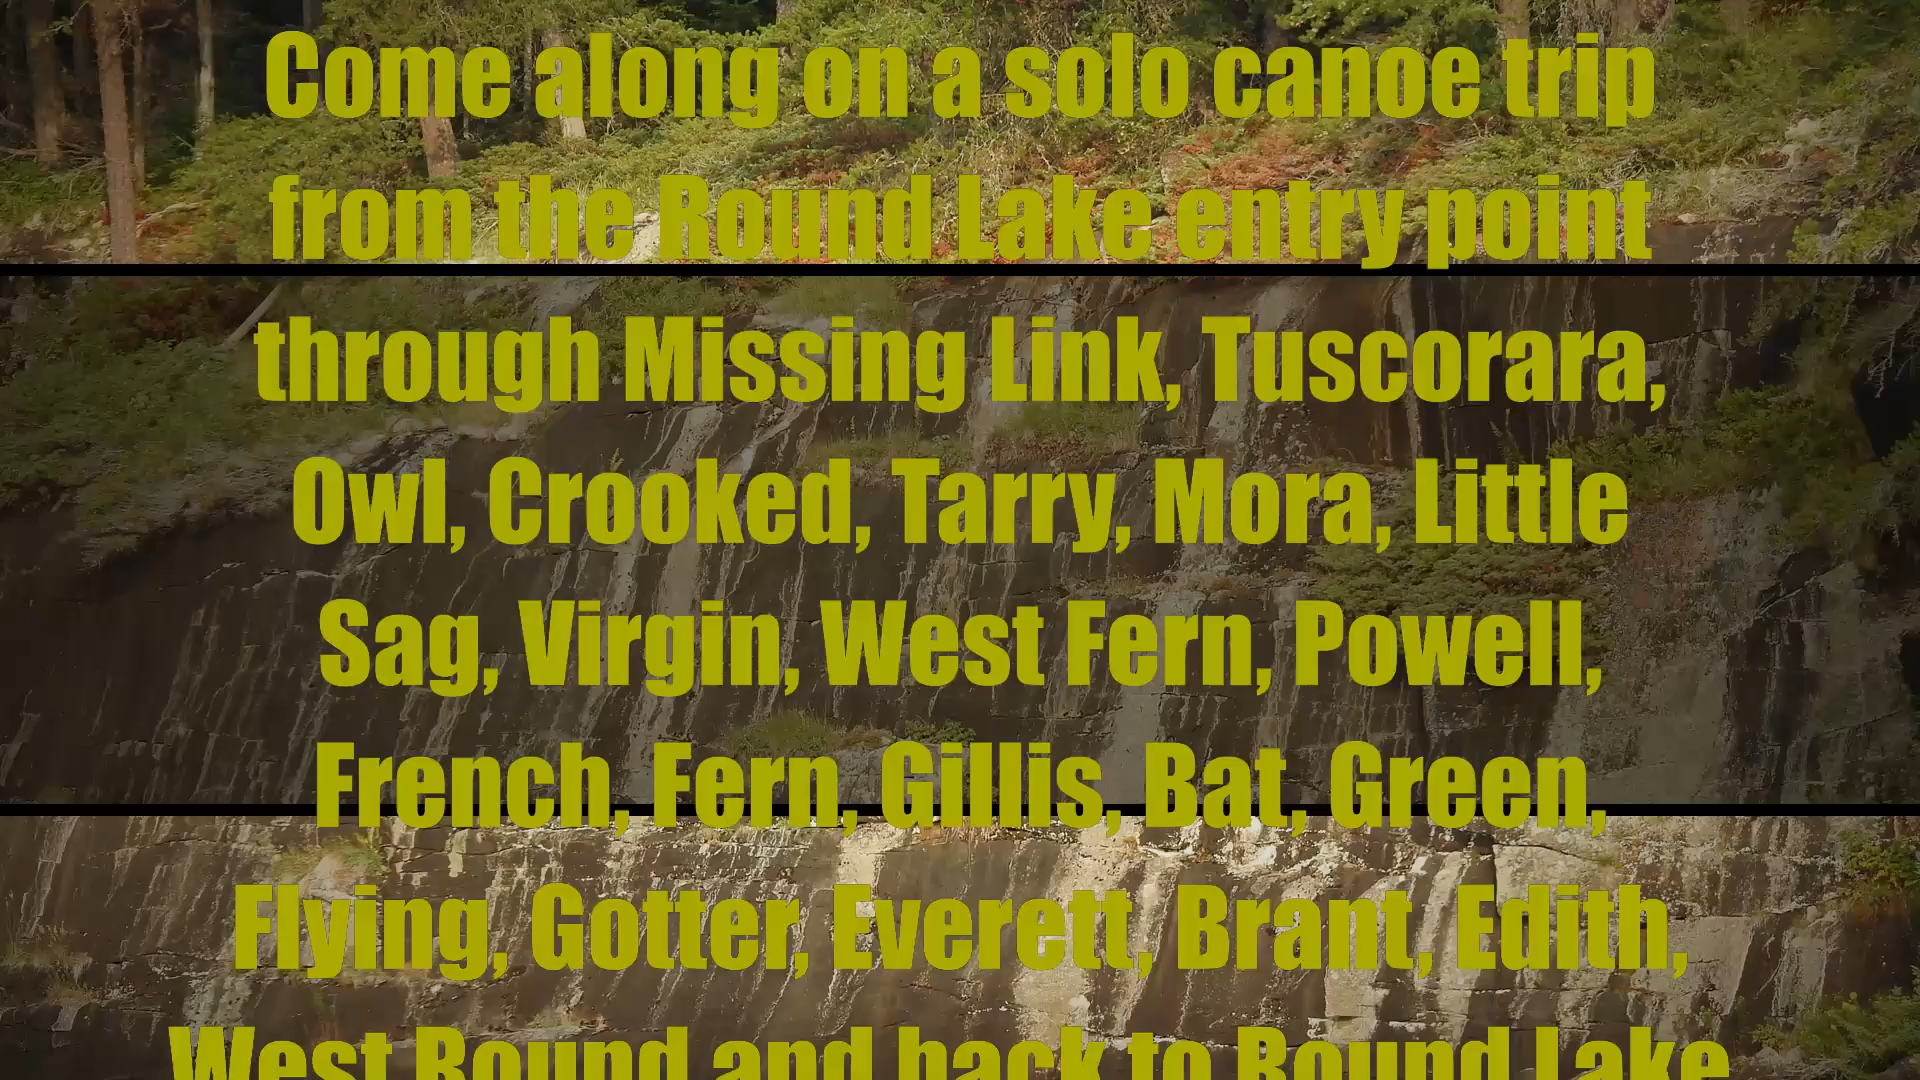 Come along on a solo canoe trip
from the Round Lake entry point
through Missing Link, Tuscorara,
Owl, Crooked, Tarry, Mora, Little
Sag, Virgin, West Fern, Powell,
French, Fern, Gillis, Bat, Green,
Flying, Gotter, Everett, Brant, Edith,
West Round and back to Round Lake